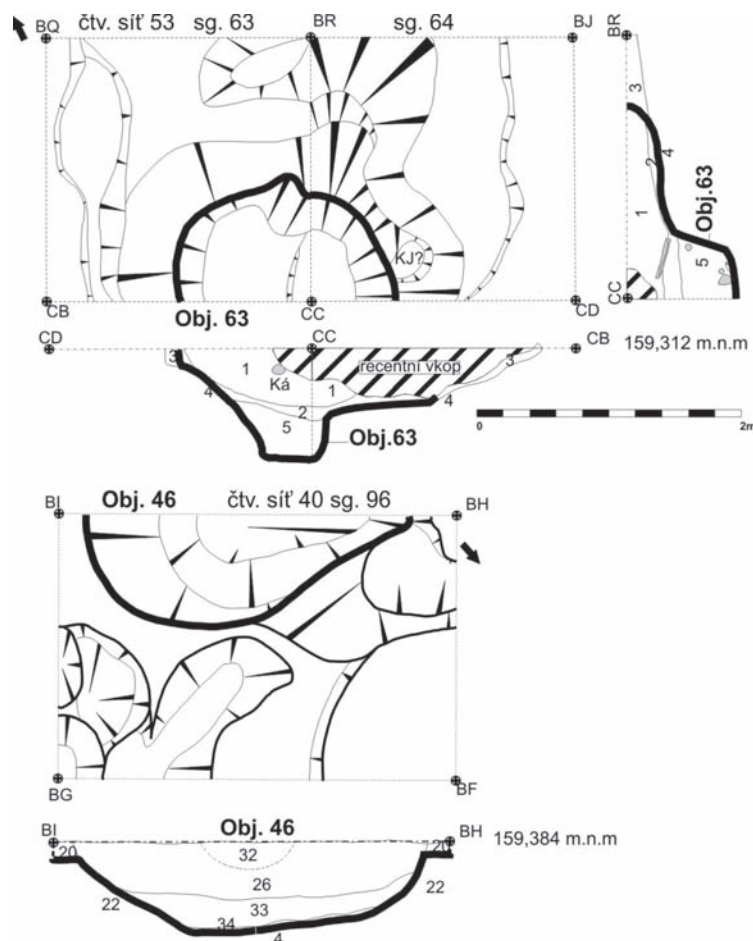 BQ čtv. síť 53 sg. 63 BR sg. 64 BJ
BR
3
4
2
1
Obj.63
5
CC
KJ?
CB Obj. 63 CC CD
CD CC CB 159,312 m.n.m
3 1 recentní vkop 3
Ká 1
4 2 4
5 Obj.63
0 2m
BI Obj. 46 čtv. síť 40 sg. 96 BH
BG BF
BI Obj. 46 BH 159,384 m.n.m
20 32 20
26
22 33 22
34 4